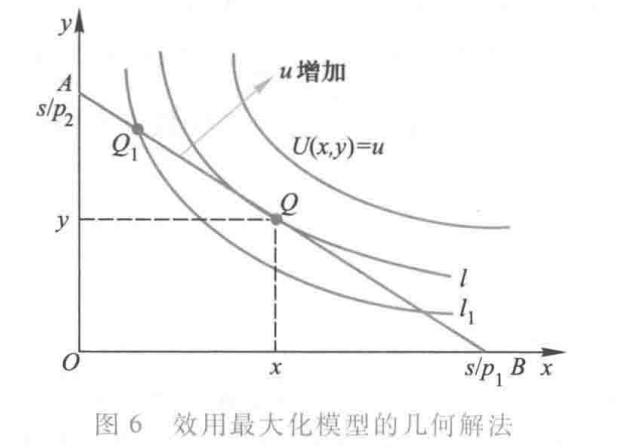 y
A
u 增加
s/p₂
Q₁
U(x,y)=u
Q
y
l
l₁
O
x
s/p₁ B x
图 6 效用最大化模型的几何解法